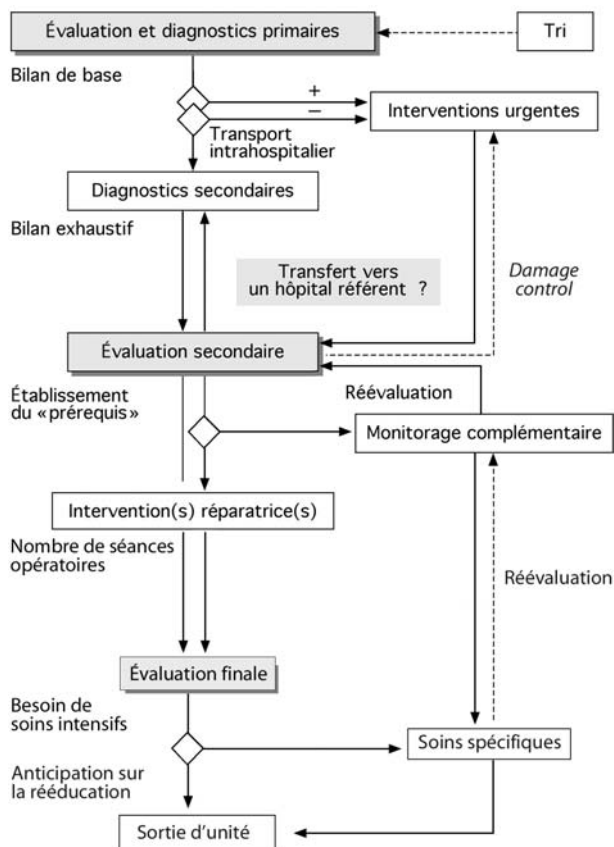 Évaluation et diagnostics primaires
Tri
Bilan de base
+
−
Interventions urgentes
Transport
intrahospitalier
Diagnostics secondaires
Bilan exhaustif
Transfert vers
un hôpital référent ?
Damage
control
Évaluation secondaire
Établissement
du « prérequis »
Réévaluation
Monitorage complémentaire
Intervention(s) réparatrice(s)
Nombre de séances
opératoires
Réévaluation
Évaluation finale
Besoin de
soins intensifs
Soins spécifiques
Anticipation sur
la rééducation
Sortie d'unité